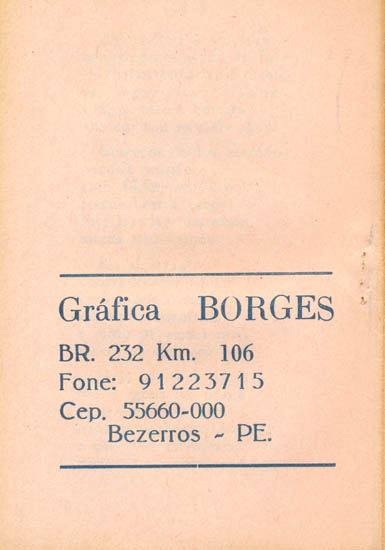 Gráfica BORGES
BR. 232 Km. 106
Fone: 91223715
Cep. 55660-000
Bezerros - PE.